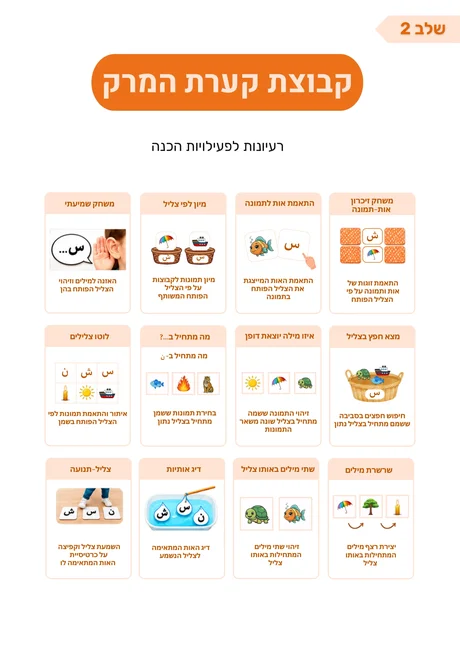 שלב 2
קבוצת קערת המרק
רעיונות לפעילויות הכנה
משחק זיכרון
אות-תמונה
ش
התאמת זוגות של
אות ותמונה על פי
הצליל הפותח
התאמת אות לתמונה
س
התאמת האות המייצגת
את הצליל הפותח
בתמונה
מיון לפי צליל
ش
س
מיון תמונות לקבוצות
על פי הצליל
הפותח המשותף
משחק שמיעתי
س...
האזנה למילים וזיהוי
הצליל הפותח בהן
מצא חפץ בצליל
س
חיפוש חפצים בסביבה
ששמם מתחיל בצליל נתון
איזו מילה יוצאת דופן
זיהוי התמונה ששמה
מתחיל בצליל שונה משאר
התמונות
מה מתחיל ב...?
מה מתחיל ב-ن
בחירת תמונות ששמן
מתחיל בצליל נתון
לוטו צלילים
س ش ن
איתור והתאמת תמונות לפי
הצליל הפותח בשמן
שרשרת מילים
יצירת רצף מילים
המתחילות באותו
צליל
שתי מילים באותו צליל
זיהוי שתי מילים
המתחילות באותו
צליל
דיג אותיות
ن
س
ش
דיג האות המתאימה
לצליל הנשמע
צליל-תנועה
ن
س
ش
השמעת צליל וקפיצה
על כרטיסיית
האות המתאימה לו